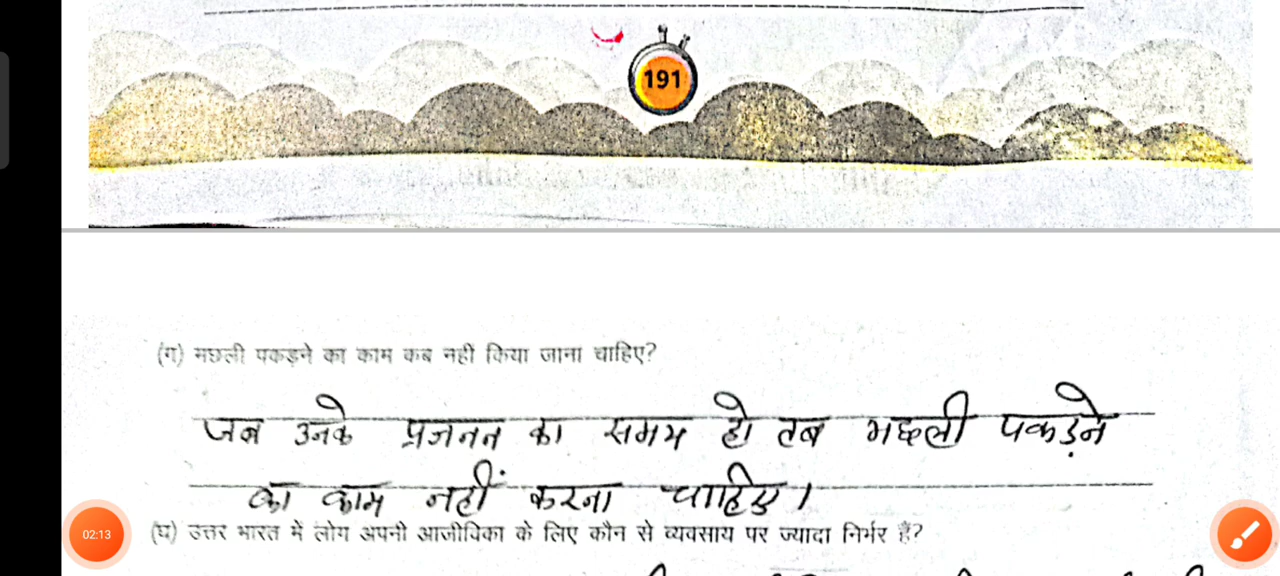 191
(ग) मछली पकड़ने का काम कब नहीं किया जाना चाहिए?
जब उनके प्रजनन का समय हो तब मछली पकड़ने
का काम नहीं करना चाहिए।
02:13
(घ) उत्तर भारत में लोग अपनी आजीविका के लिए कौन से व्यवसाय पर ज्यादा निर्भर हैं?